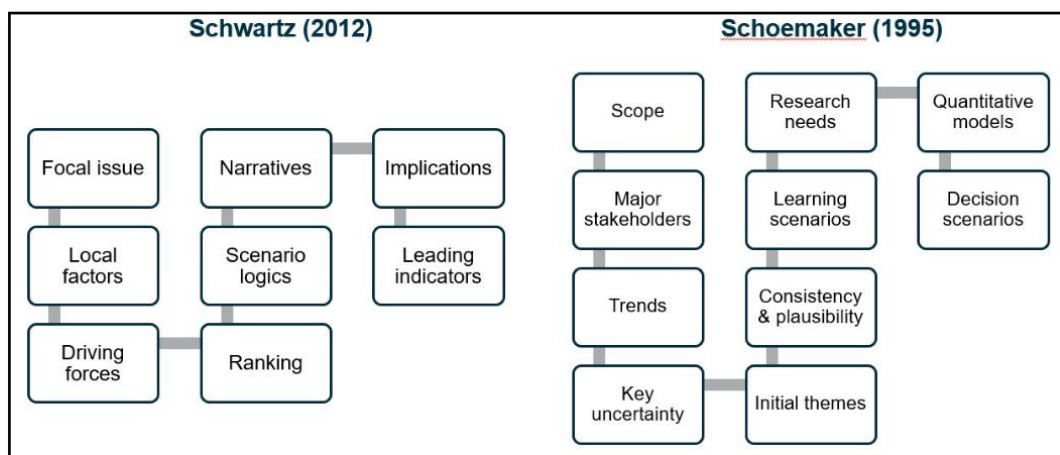 Schwartz (2012)
Focal issue
Local
factors
Driving
forces
Ranking
Scenario
logics
Narratives
Implications
Leading
indicators
Schoemaker (1995)
Scope
Major
stakeholders
Trends
Key
uncertainty
Initial themes
Consistency
& plausibility
Learning
scenarios
Research
needs
Quantitative
models
Decision
scenarios